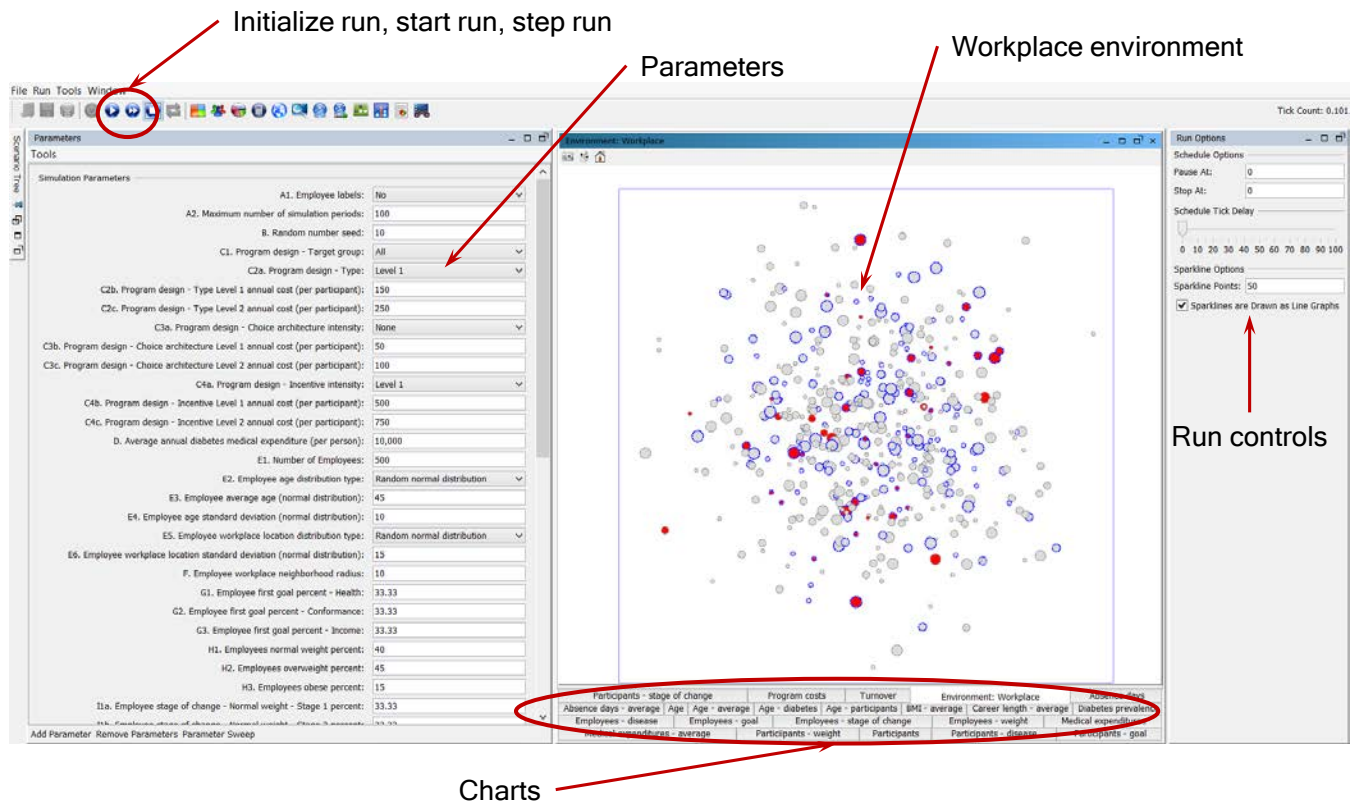 Initialize run, start run, step run
Workplace environment
Parameters
File Run Tools Window
Tick Count: 0.101
Scenario Tree
Parameters
Tools
Simulation Parameters
A1. Employee labels: No
A2. Maximum number of simulation periods: 100
B. Random number seed: 10
C1. Program design - Target group: All
C2a. Program design - Type: Level 1
C2b. Program design - Type Level 1 annual cost (per participant): 150
C2c. Program design - Type Level 2 annual cost (per participant): 250
C3a. Program design - Choice architecture intensity: None
C3b. Program design - Choice architecture Level 1 annual cost (per participant): 50
C3c. Program design - Choice architecture Level 2 annual cost (per participant): 100
C4a. Program design - Incentive intensity: Level 1
C4b. Program design - Incentive Level 1 annual cost (per participant): 500
C4c. Program design - Incentive Level 2 annual cost (per participant): 750
D. Average annual diabetes medical expenditure (per person): 10,000
E1. Number of Employees: 500
E2. Employee age distribution type: Random normal distribution
E3. Employee average age (normal distribution): 45
E4. Employee age standard deviation (normal distribution): 10
E5. Employee workplace location distribution type: Random normal distribution
E6. Employee workplace location standard deviation (normal distribution): 15
F. Employee workplace neighborhood radius: 10
G1. Employee first goal percent - Health: 33.33
G2. Employee first goal percent - Conformance: 33.33
G3. Employee first goal percent - Income: 33.33
H1. Employees normal weight percent: 40
H2. Employees overweight percent: 45
H3. Employees obese percent: 15
I1a. Employee stage of change - Normal weight - Stage 1 percent: 33.33
I1b. Employee stage of change - Normal weight - Stage 2 percent: 33.33
Add Parameter Remove Parameters Parameter Sweep
Environment: Workplace
Participants - stage of change Program costs Turnover Environment: Workplace Absence days
Absence days - average Age Age - average Age - diabetes Age - participants BMI - average Career length - average Diabetes prevalence
Employees - disease Employees - goal Employees - stage of change Employees - weight Medical expenditures
Medical expenditures - average Participants - weight Participants Participants - disease Participants - goal
Run Options
Schedule Options
Pause At: 0
Stop At: 0
Schedule Tick Delay
0 10 20 30 40 50 60 70 80 90 100
Sparkline Options
Sparkline Points: 50
Sparklines are Drawn as Line Graphs
Run controls
Charts